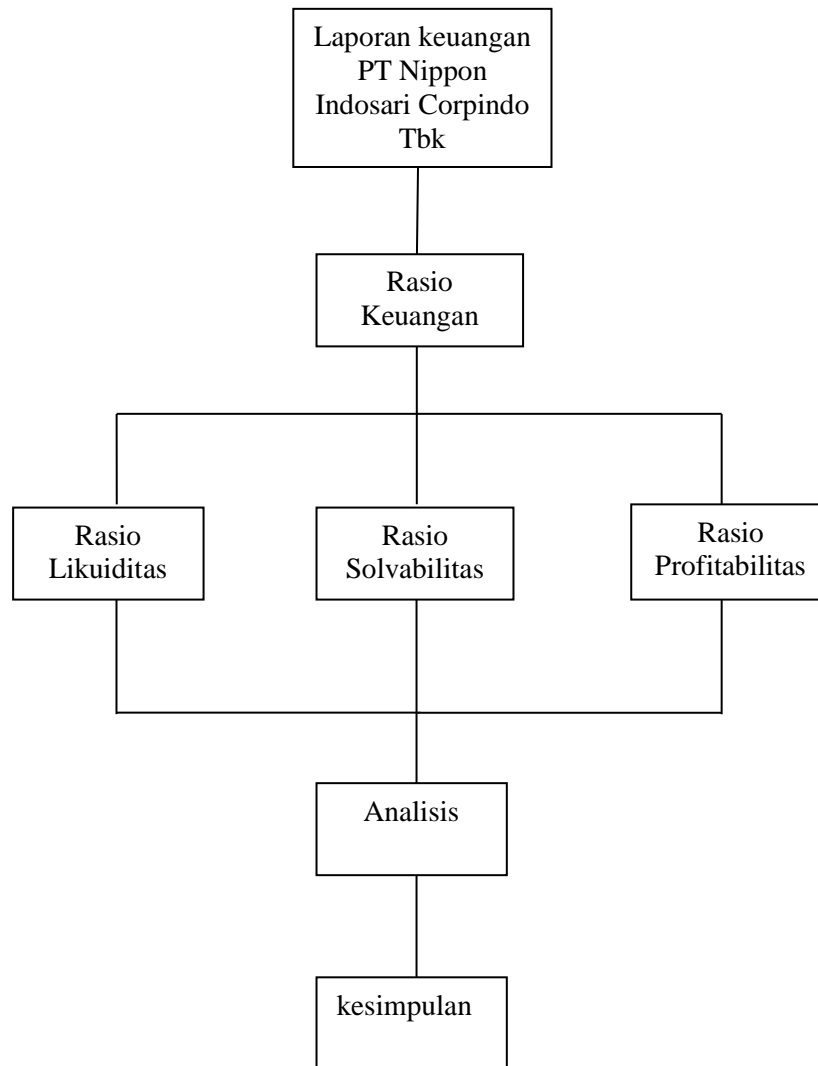 Laporan keuangan
PT Nippon
Indosari Corpindo
Tbk
Rasio
Keuangan
Rasio
Likuiditas
Rasio
Solvabilitas
Rasio
Profitabilitas
Analisis
kesimpulan